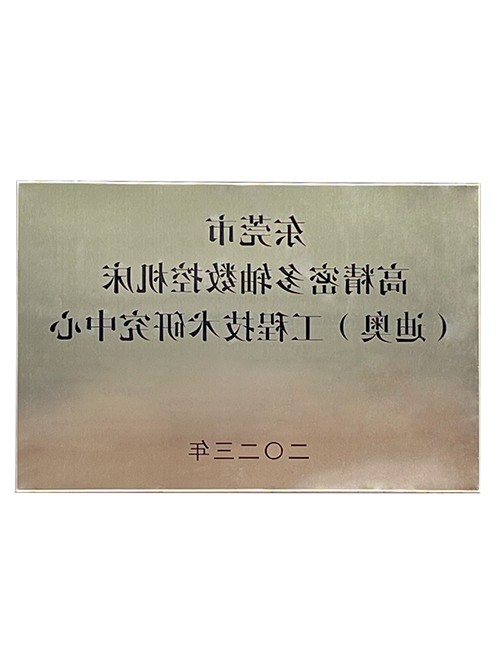 东莞市
高精密多轴数控机床
（迪奥）工程技术研究中心
二〇二三年